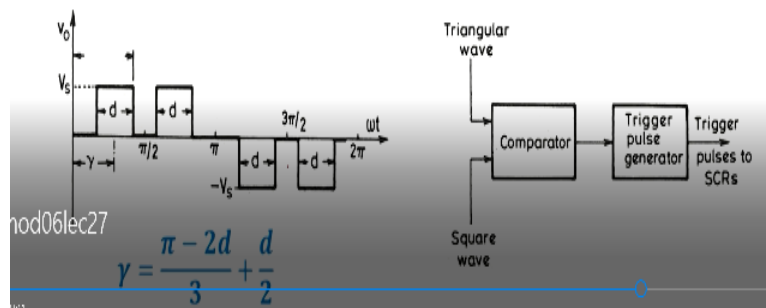 v₀
Vₛ
d
d
γ
π/2
π
3π/2
ωt
2π
d
d
-Vₛ
Triangular
wave
Comparator
Trigger
pulse
generator
Trigger
pulses to
SCRs
Square
wave
mod06lec27
γ = (π − 2d)/3 + d/2